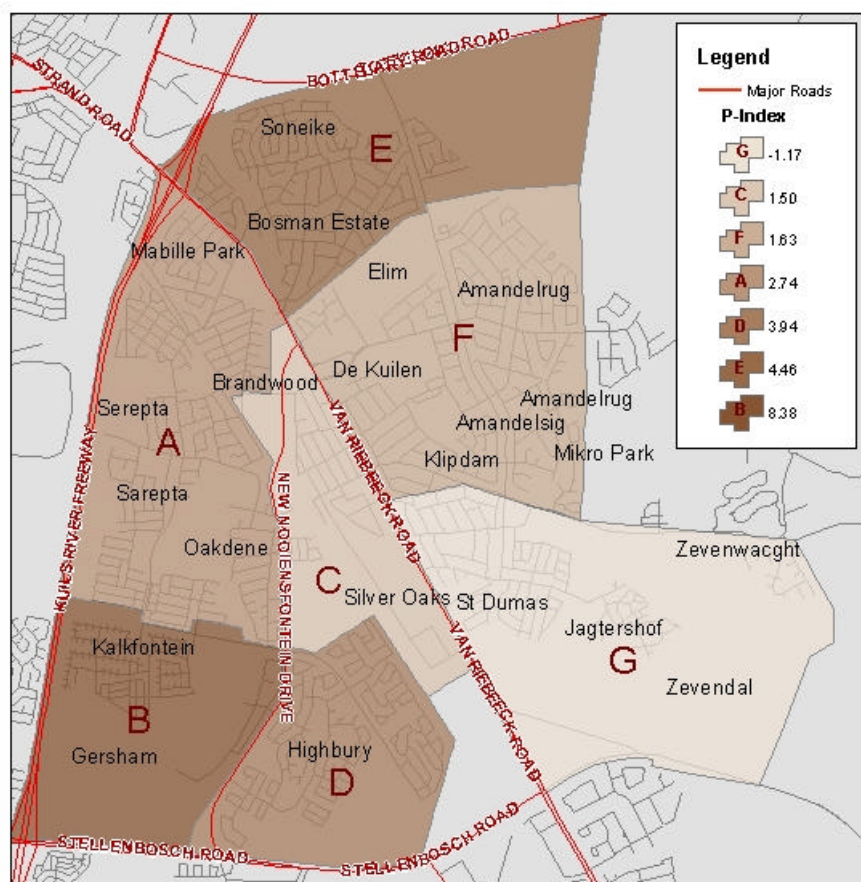 BOTTELARY ROAD
ROAD
STRAND ROAD
Soneike
E
Bosman Estate
Mabille Park
Elim
Amandelrug
F
De Kuilen
Brandwood
Serepta
A
Amandelrug
Amandelsig
Klipdam
Mikro Park
VAN RIEBEECK ROAD
KUILSRIVER FREEWAY
Sarepta
NEW NOOIENSFONTEIN DRIVE
Oakdene
Zevenwacght
C
Silver Oaks
St Dumas
Jagtershof
G
VAN RIEBEECK ROAD
Kalkfontein
Zevendal
B
Gersham
Highbury
D
STELLENBOSCH ROAD
STELLENBOSCH ROAD
Legend
Major Roads
P-Index
G -1.17
C 1.50
F 1.63
A 2.74
D 3.94
E 4.46
B 8.38